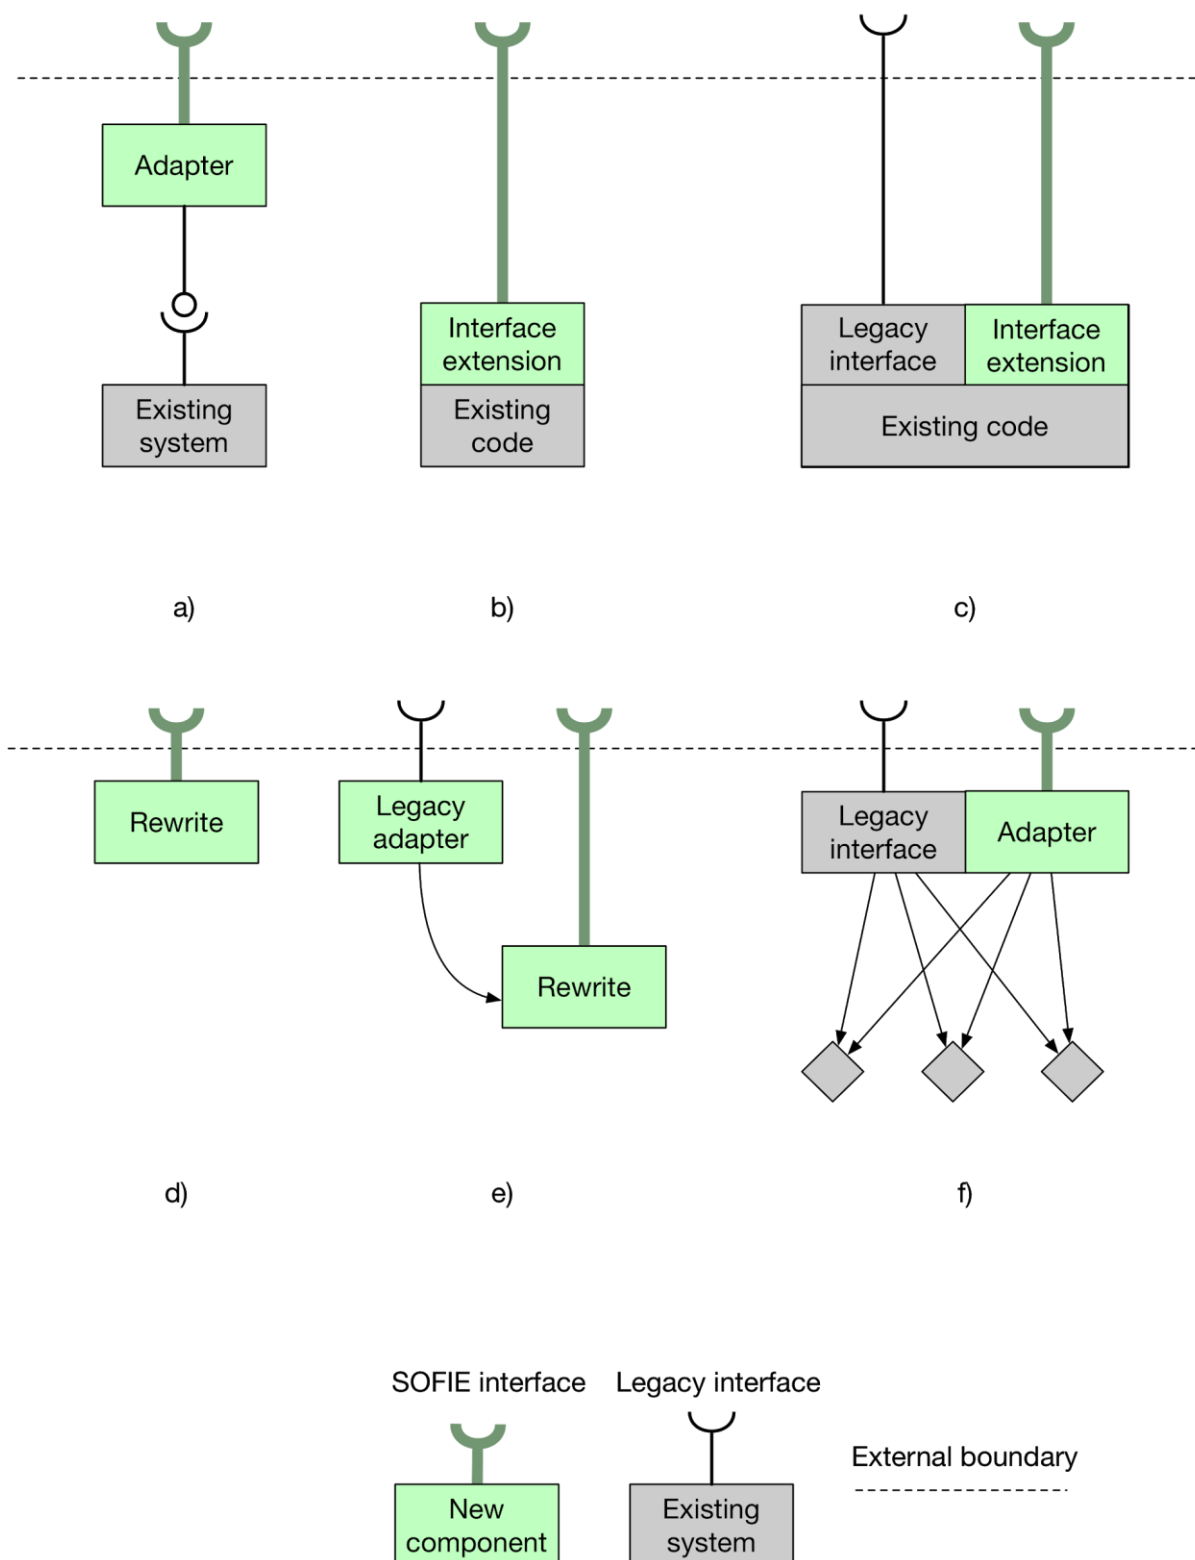 Adapter
Existing
system
a)
Interface
extension
Existing
code
b)
Legacy
interface
Interface
extension
Existing code
c)
Rewrite
d)
Legacy
adapter
Rewrite
e)
Legacy
interface
Adapter
f)
SOFIE interface
New
component
Legacy interface
Existing
system
External boundary